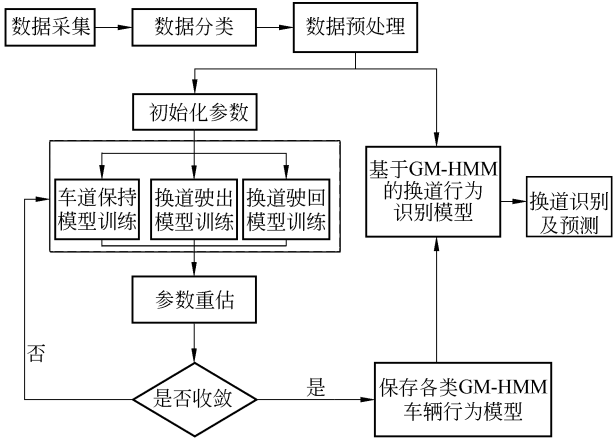 数据采集
数据分类
数据预处理
初始化参数
基于GM-HMM
的换道行为
识别模型
换道识别
及预测
车道保持
模型训练
换道驶出
模型训练
换道驶回
模型训练
参数重估
否
是否收敛
是
保存各类GM-HMM
车辆行为模型